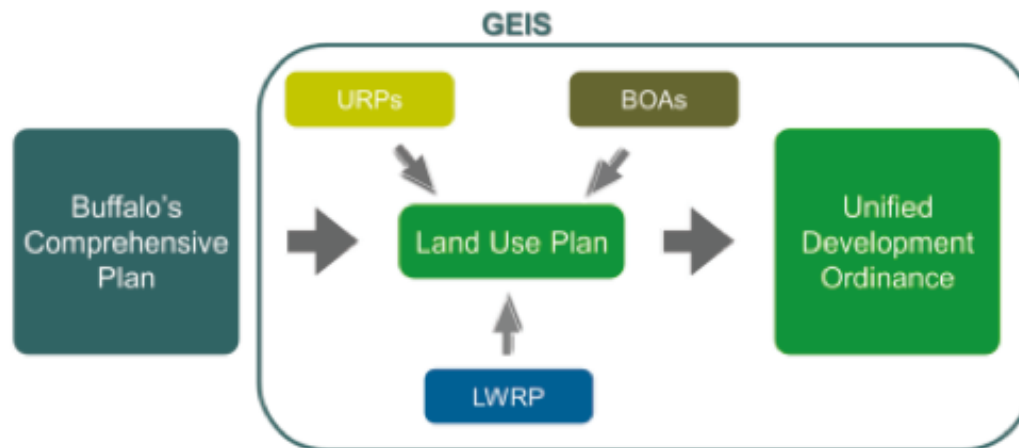 GEIS
URPs
BOAs
Buffalo's
Comprehensive
Plan
Land Use Plan
Unified
Development
Ordinance
LWRP